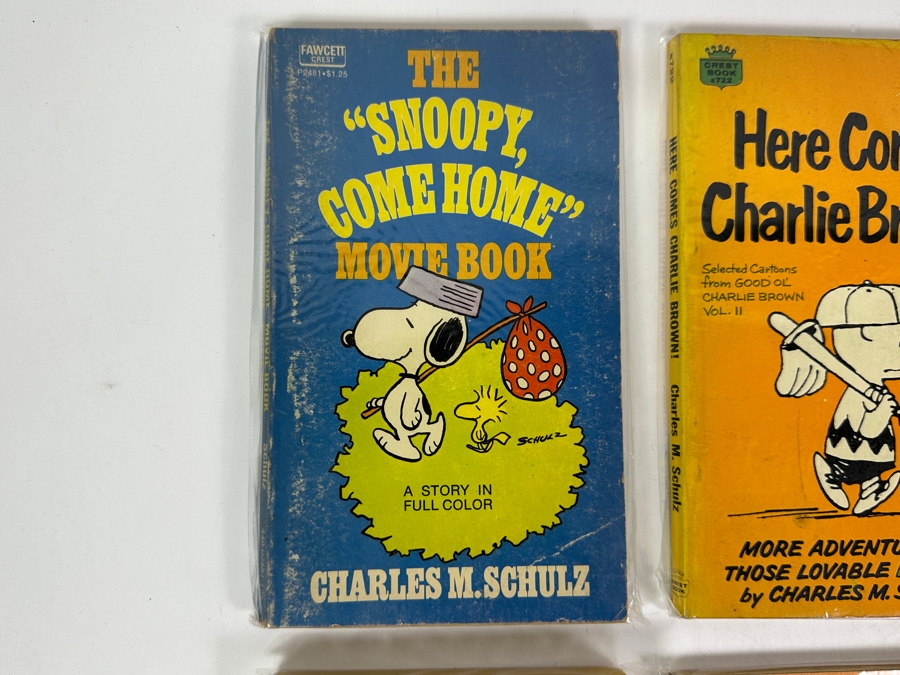 FAWCETT
CREST
P2481•$1.25
THE
"SNOOPY,
COME HOME"
MOVIE BOOK
SCHULZ
A STORY IN
FULL COLOR
CHARLES M. SCHULZ
CREST
BOOK
s722
HERE COMES CHARLIE BROWN! Charles M. Schulz
Here Co
Charlie Br
Selected Cartoons
from GOOD OL'
CHARLIE BROWN
VOL. II
MORE ADVENTU
THOSE LOVABLE
by CHARLES M. S